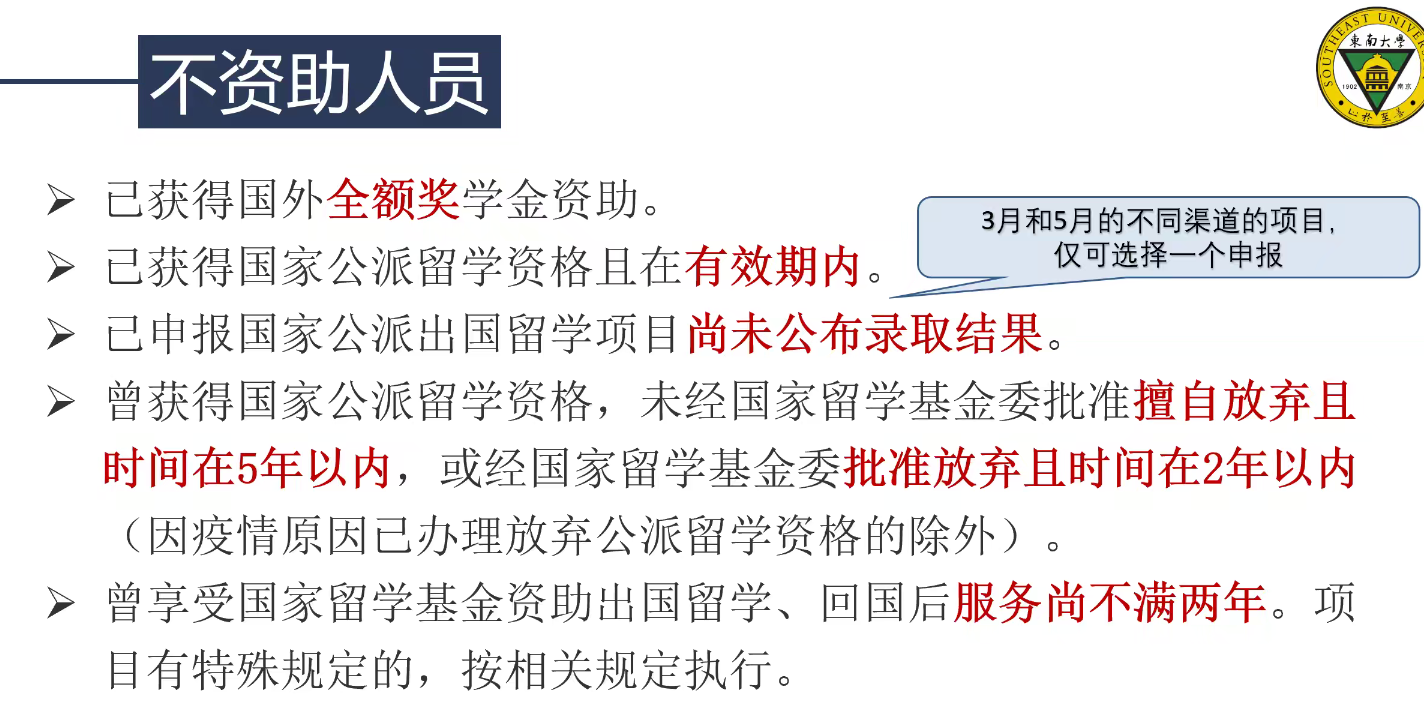 不资助人员
SOUTHEAST UNIVER
東南大學
1902 南京
止於至善
➢ 已获得国外全额奖学金资助。
3月和5月的不同渠道的项目，
仅可选择一个申报
➢ 已获得国家公派留学资格且在有效期内。
➢ 已申报国家公派出国留学项目尚未公布录取结果。
➢ 曾获得国家公派留学资格，未经国家留学基金委批准擅自放弃且
时间在5年以内，或经国家留学基金委批准放弃且时间在2年以内
（因疫情原因已办理放弃公派留学资格的除外）。
➢ 曾享受国家留学基金资助出国留学、回国后服务尚不满两年。项
目有特殊规定的，按相关规定执行。